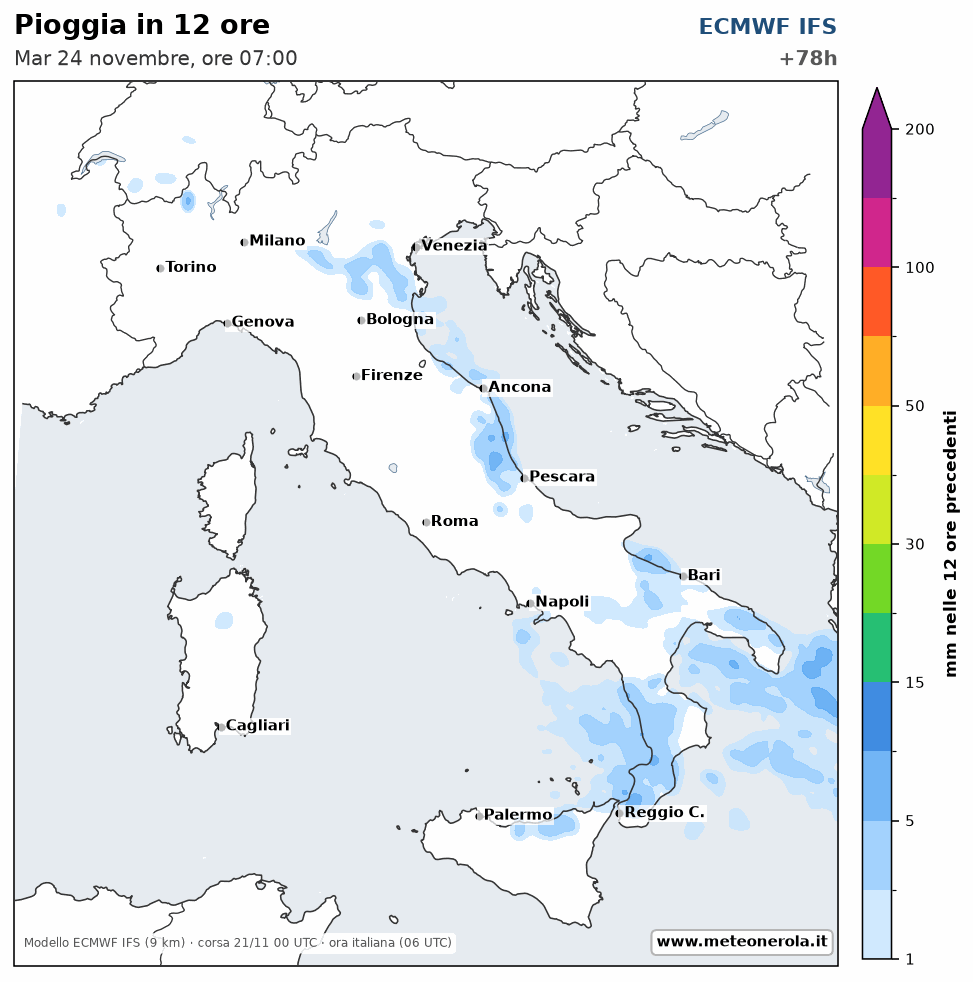 Pioggia in 12 ore
ECMWF IFS
Mar 24 novembre, ore 07:00
+78h
200
100
50
30
15
5
1
mm nelle 12 ore precedenti
Milano
Venezia
Torino
Genova
Bologna
Firenze
Ancona
Pescara
Roma
Bari
Napoli
Cagliari
Palermo
Reggio C.
Modello ECMWF IFS (9 km) · corsa 21/11 00 UTC · ora italiana (06 UTC)
www.meteonerola.it